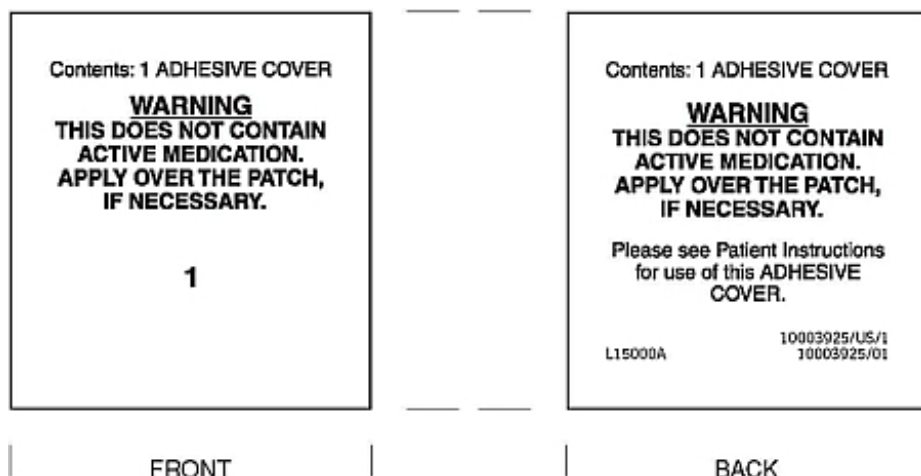 Contents: 1 ADHESIVE COVER
WARNING
THIS DOES NOT CONTAIN
ACTIVE MEDICATION.
APPLY OVER THE PATCH,
IF NECESSARY.
1
FRONT
Contents: 1 ADHESIVE COVER
WARNING
THIS DOES NOT CONTAIN
ACTIVE MEDICATION.
APPLY OVER THE PATCH,
IF NECESSARY.
Please see Patient Instructions
for use of this ADHESIVE
COVER.
10003925/US/1
L15000A 10003925/01
BACK